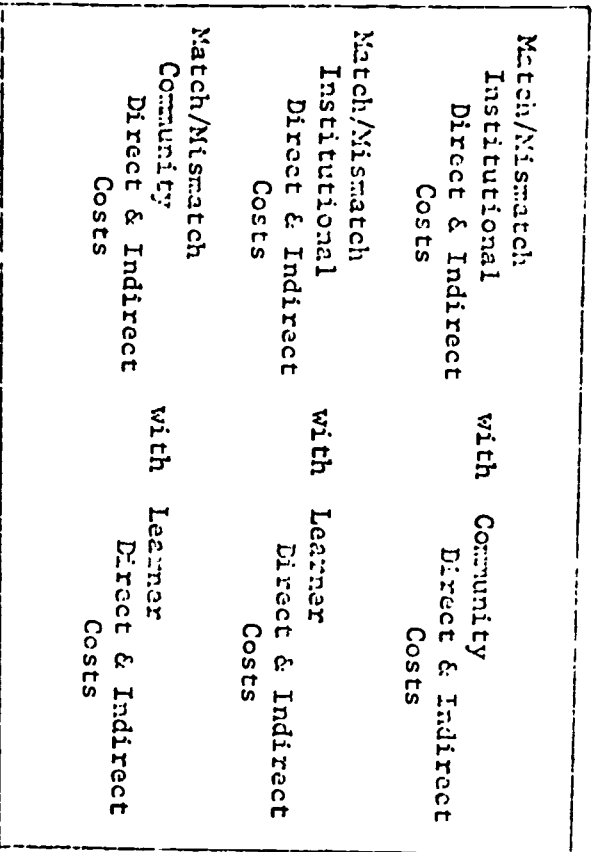 Match/Mismatch
Institutional with Community
Direct & Indirect Direct & Indirect
Costs Costs
Match/Mismatch
Institutional with Learner
Direct & Indirect Direct & Indirect
Costs Costs
Match/Mismatch
Community with Learner
Direct & Indirect Direct & Indirect
Costs Costs